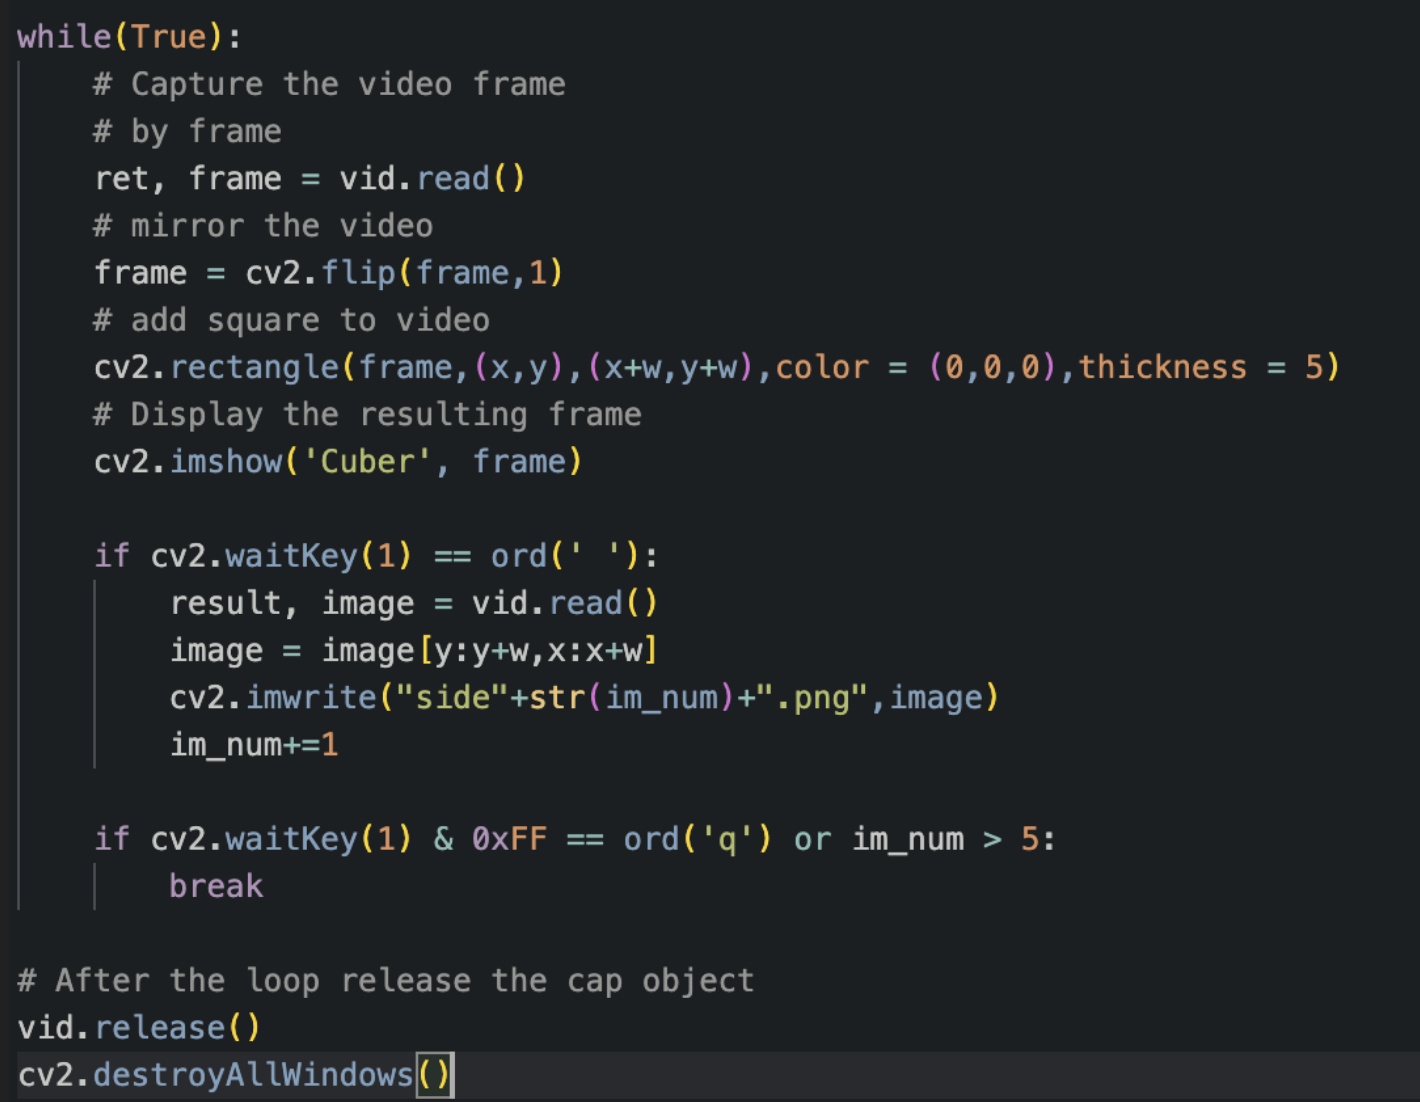 while(True):
    # Capture the video frame
    # by frame
    ret, frame = vid.read()
    # mirror the video
    frame = cv2.flip(frame,1)
    # add square to video
    cv2.rectangle(frame,(x,y),(x+w,y+w),color = (0,0,0),thickness = 5)
    # Display the resulting frame
    cv2.imshow('Cuber', frame)

    if cv2.waitKey(1) == ord(' '):
        result, image = vid.read()
        image = image[y:y+w,x:x+w]
        cv2.imwrite("side"+str(im_num)+".png",image)
        im_num+=1

    if cv2.waitKey(1) & 0xFF == ord('q') or im_num > 5:
        break

# After the loop release the cap object
vid.release()
cv2.destroyAllWindows()